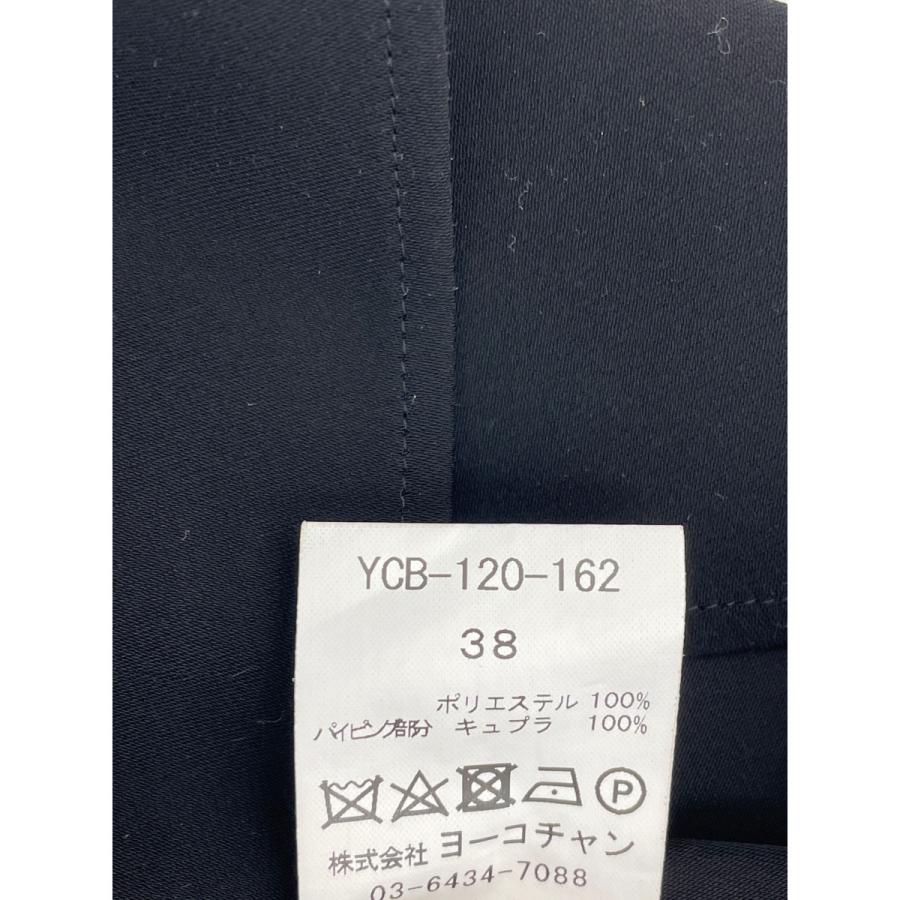 YCB-120-162
38
ポリエステル 100%
パイピング部分 キュプラ 100%
P
株式会社 ヨーコチャン
03-6434-7088